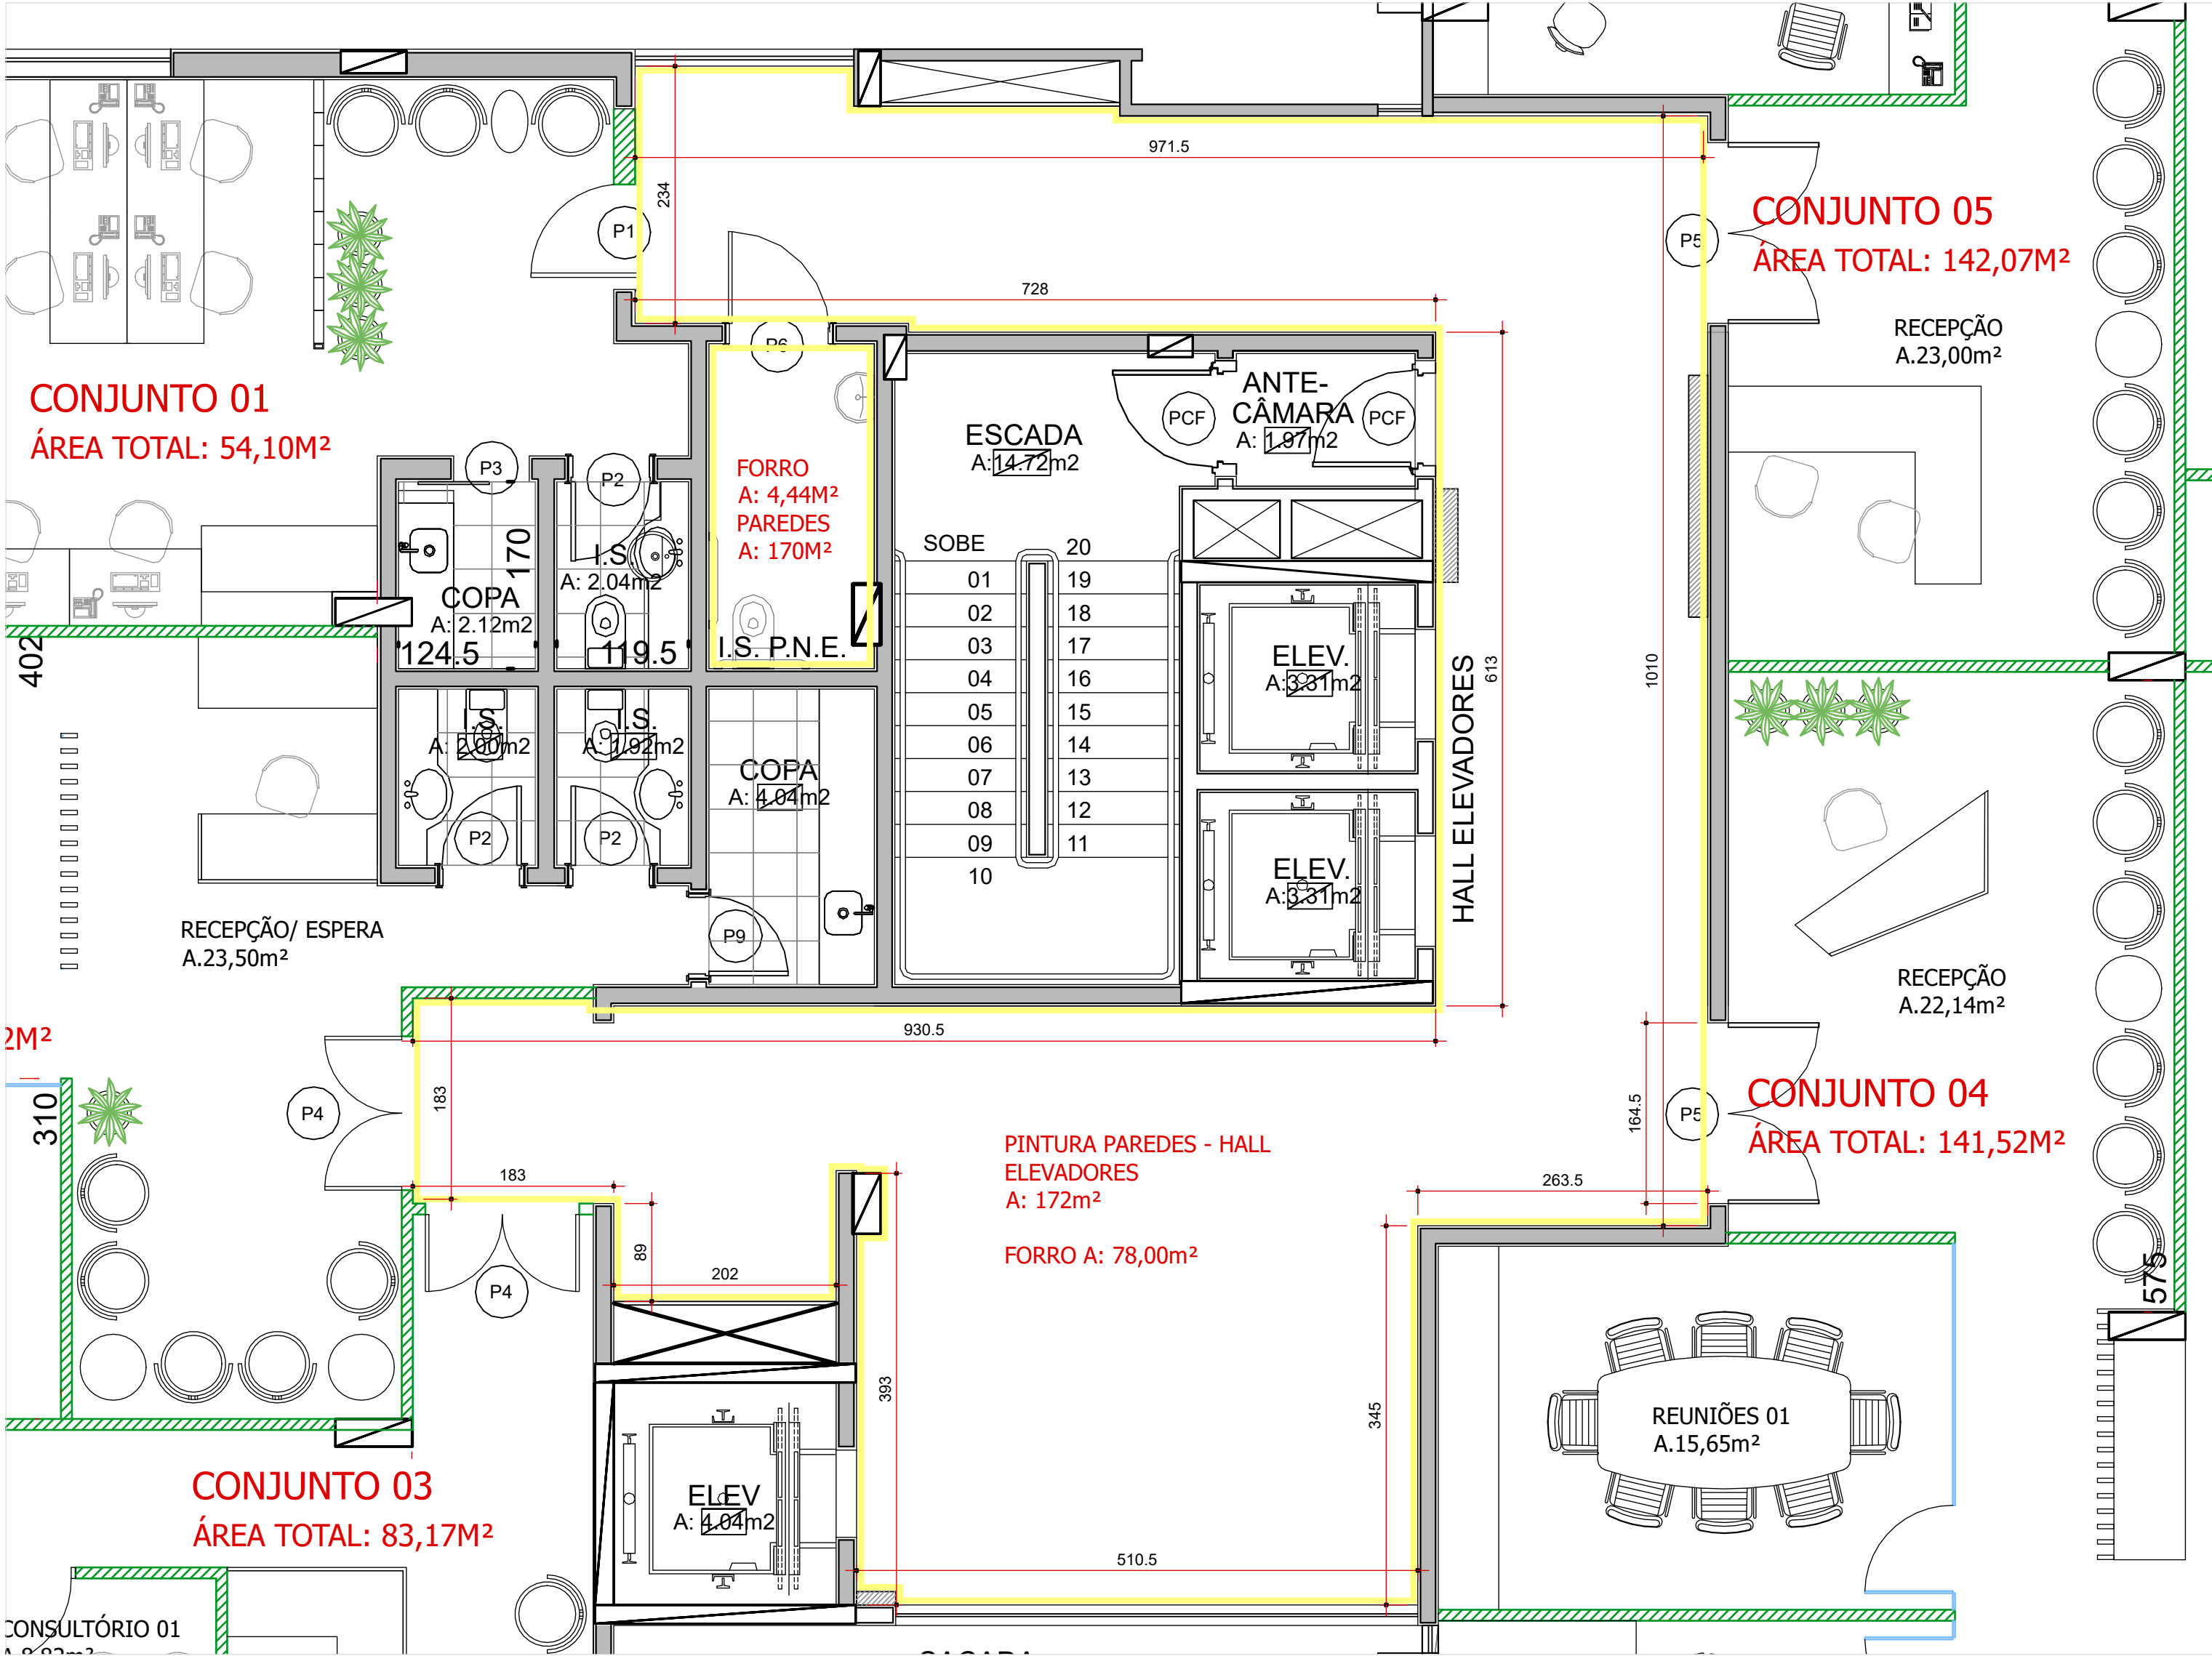 971.5
234
P1
P5
CONJUNTO 05
ÁREA TOTAL: 142,07M²
728
RECEPÇÃO
A.23,00m²
P6
CONJUNTO 01
ÁREA TOTAL: 54,10M²
ANTE-
CÂMARA
A: 1.97m2
PCF
PCF
ESCADA
A:14.72m2
P3
P2
FORRO
A: 4,44M²
PAREDES
A: 170M²
170
I.S.
A: 2.04m2
COPA
A: 2.12m2
124.5
119.5
I.S. P.N.E.
SOBE
20
01
19
02
18
03
17
04
16
05
15
06
14
07
13
08
12
09
11
10
ELEV.
A:3.31m2
HALL ELEVADORES
613
1010
402
I.S.
A: 2.00m2
I.S.
A: 1.92m2
COPA
A: 4.04m2
P2
P2
ELEV.
A:3.31m2
P9
RECEPÇÃO/ ESPERA
A.23,50m²
RECEPÇÃO
A.22,14m²
930.5
2M²
310
P4
183
164.5
P5
CONJUNTO 04
ÁREA TOTAL: 141,52M²
PINTURA PAREDES - HALL
ELEVADORES
A: 172m²
FORRO A: 78,00m²
183
263.5
89
202
P4
575
393
345
REUNIÕES 01
A.15,65m²
CONJUNTO 03
ÁREA TOTAL: 83,17M²
ELEV
A: 4.04m2
510.5
CONSULTÓRIO 01